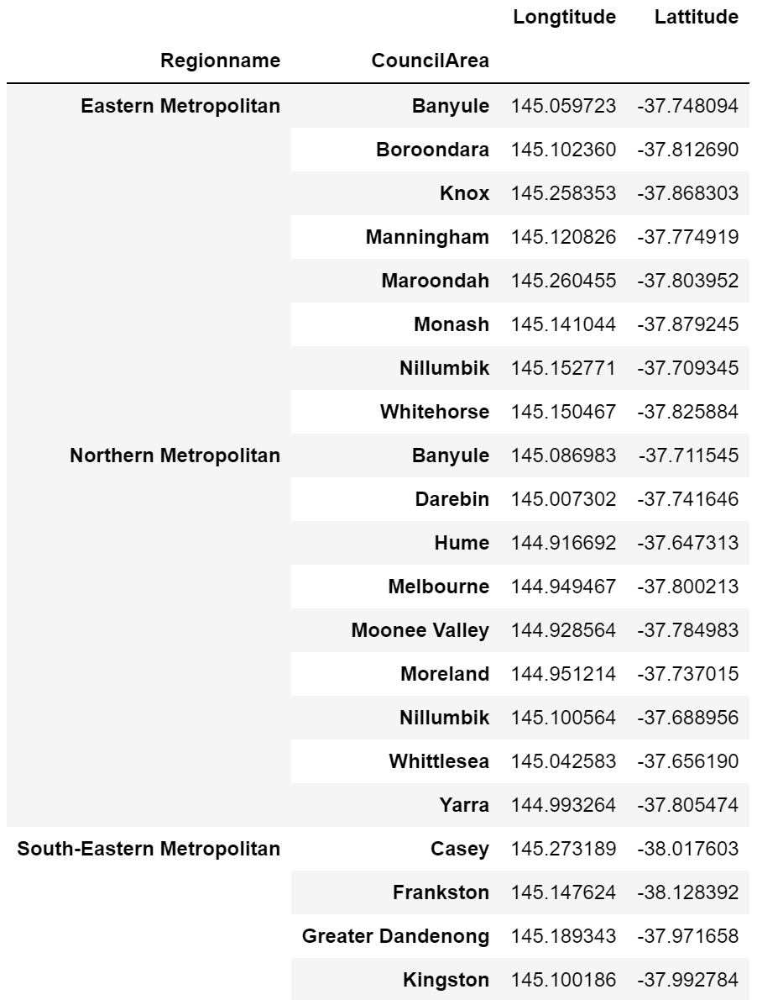 Longtitude Lattitude
Regionname CouncilArea
Eastern Metropolitan Banyule 145.059723 -37.748094
Boroondara 145.102360 -37.812690
Knox 145.258353 -37.868303
Manningham 145.120826 -37.774919
Maroondah 145.260455 -37.803952
Monash 145.141044 -37.879245
Nillumbik 145.152771 -37.709345
Whitehorse 145.150467 -37.825884
Northern Metropolitan Banyule 145.086983 -37.711545
Darebin 145.007302 -37.741646
Hume 144.916692 -37.647313
Melbourne 144.949467 -37.800213
Moonee Valley 144.928564 -37.784983
Moreland 144.951214 -37.737015
Nillumbik 145.100564 -37.688956
Whittlesea 145.042583 -37.656190
Yarra 144.993264 -37.805474
South-Eastern Metropolitan Casey 145.273189 -38.017603
Frankston 145.147624 -38.128392
Greater Dandenong 145.189343 -37.971658
Kingston 145.100186 -37.992784